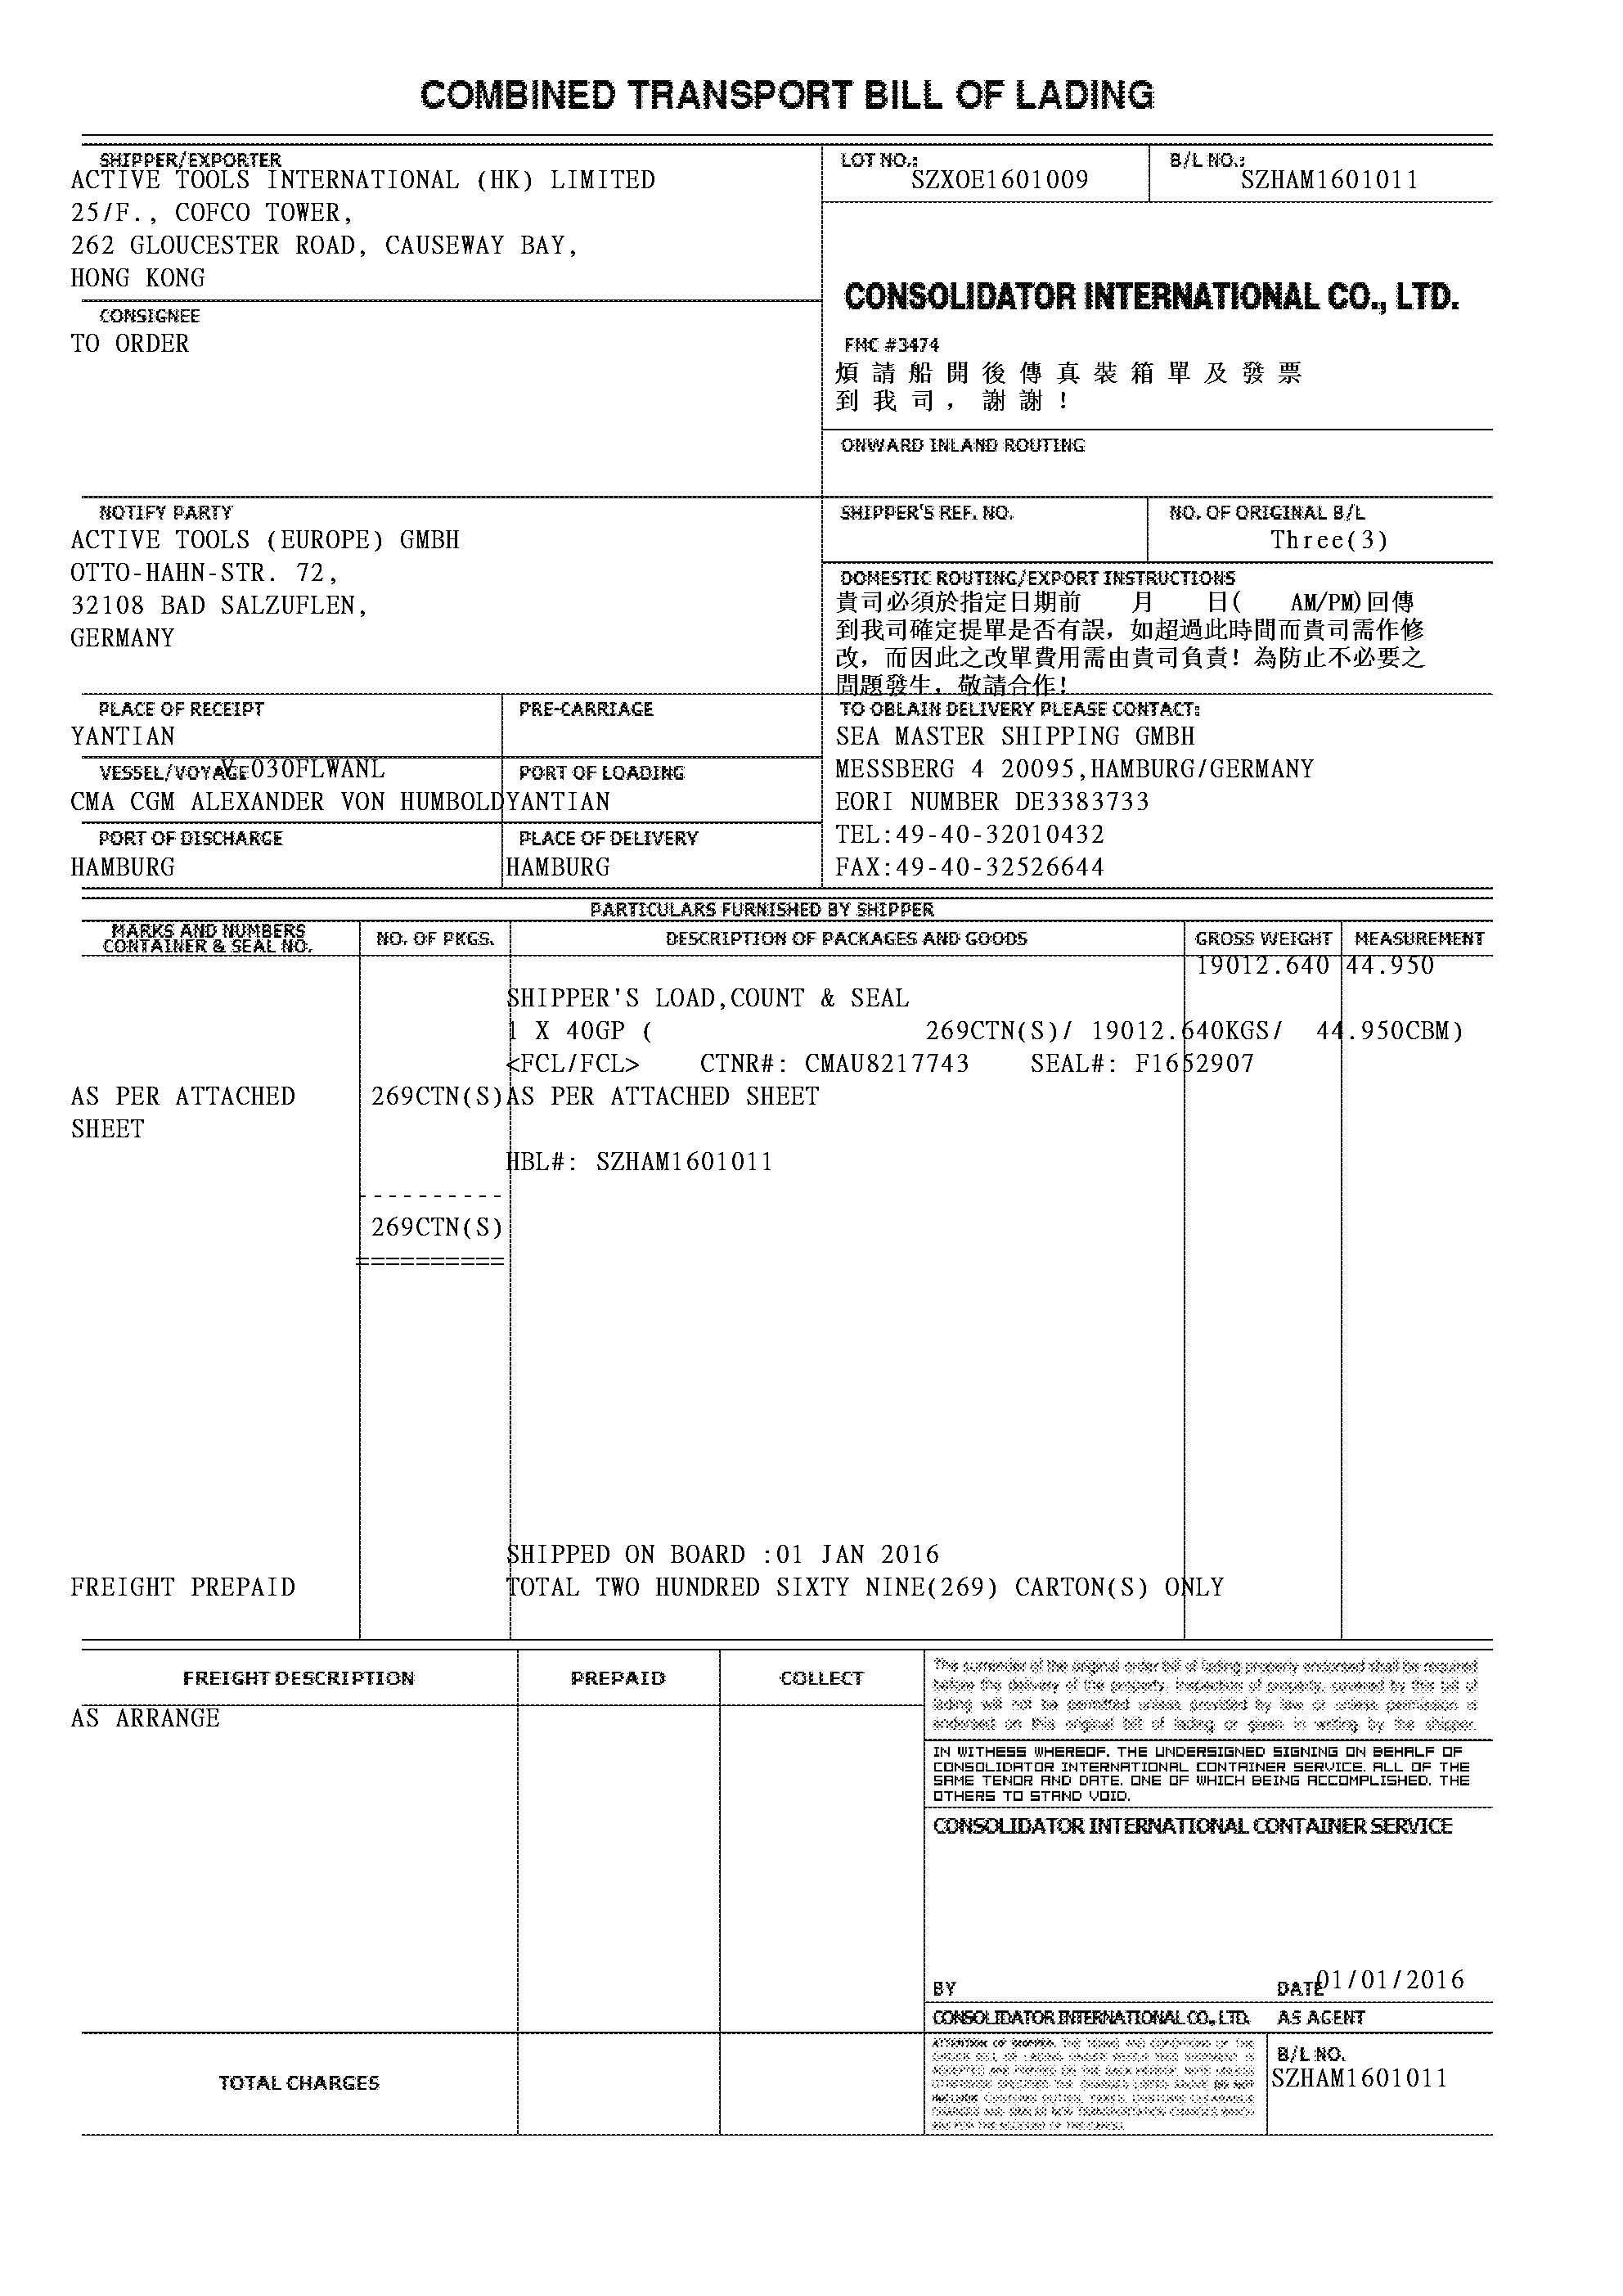 COMBINED TRANSPORT BILL OF LADING
SHIPPER/EXPORTER
ACTIVE TOOLS INTERNATIONAL (HK) LIMITED
25/F., COFCO TOWER,
262 GLOUCESTER ROAD, CAUSEWAY BAY,
HONG KONG
LOT NO.:
SZXOE1601009
B/L NO.:
SZHAM1601011
CONSOLIDATOR INTERNATIONAL CO., LTD.
FMC #3474
煩請船開後傳真裝箱單及發票
到我司，謝謝！
CONSIGNEE
TO ORDER
ONWARD INLAND ROUTING
NOTIFY PARTY
ACTIVE TOOLS (EUROPE) GMBH
OTTO-HAHN-STR. 72,
32108 BAD SALZUFLEN,
GERMANY
SHIPPER'S REF. NO.
NO. OF ORIGINAL B/L
Three(3)
DOMESTIC ROUTING/EXPORT INSTRUCTIONS
貴司必須於指定日期前 月 日( AM/PM)回傳
到我司確定提單是否有誤，如超過此時間而貴司需作修
改，而因此之改單費用需由貴司負責！為防止不必要之
問題發生，敬請合作！
PLACE OF RECEIPT
YANTIAN
PRE-CARRIAGE
VESSEL/VOYAGE V.030FLWANL
CMA CGM ALEXANDER VON HUMBOLD
PORT OF LOADING
YANTIAN
PORT OF DISCHARGE
HAMBURG
PLACE OF DELIVERY
HAMBURG
TO OBLAIN DELIVERY PLEASE CONTACT:
SEA MASTER SHIPPING GMBH
MESSBERG 4 20095,HAMBURG/GERMANY
EORI NUMBER DE3383733
TEL:49-40-32010432
FAX:49-40-32526644
PARTICULARS FURNISHED BY SHIPPER
MARKS AND NUMBERS
CONTAINER & SEAL NO.
NO. OF PKGS.
DESCRIPTION OF PACKAGES AND GOODS
GROSS WEIGHT
MEASUREMENT
19012.640 44.950
SHIPPER'S LOAD,COUNT & SEAL
1 X 40GP ( 269CTN(S)/ 19012.640KGS/ 44.950CBM)
<FCL/FCL> CTNR#: CMAU8217743 SEAL#: F1652907
AS PER ATTACHED 269CTN(S) AS PER ATTACHED SHEET
SHEET
HBL#: SZHAM1601011
----------
269CTN(S)
==========
SHIPPED ON BOARD :01 JAN 2016
FREIGHT PREPAID TOTAL TWO HUNDRED SIXTY NINE(269) CARTON(S) ONLY
FREIGHT DESCRIPTION
PREPAID
COLLECT
AS ARRANGE
The surrender of the original order bill of lading properly endorsed shall be required
before the delivery of the property. Inspection of property covered by this bill of
lading will not be permitted unless provided by law or unless permission is
endorsed on this original bill of lading or given in writing by the shipper.
IN WITHESS WHEREOF, THE UNDERSIGNED SIGNING ON BEHALF OF
CONSOLIDATOR INTERNATIONAL CONTAINER SERVICE. ALL OF THE
SAME TENOR AND DATE. ONE OF WHICH BEING ACCOMPLISHED, THE
OTHERS TO STAND VOID.
CONSOLIDATOR INTERNATIONAL CONTAINER SERVICE
BY
DATE 01/01/2016
CONSOLIDATOR INTERNATIONAL CO., LTD. AS AGENT
TOTAL CHARGES
B/L NO.
SZHAM1601011